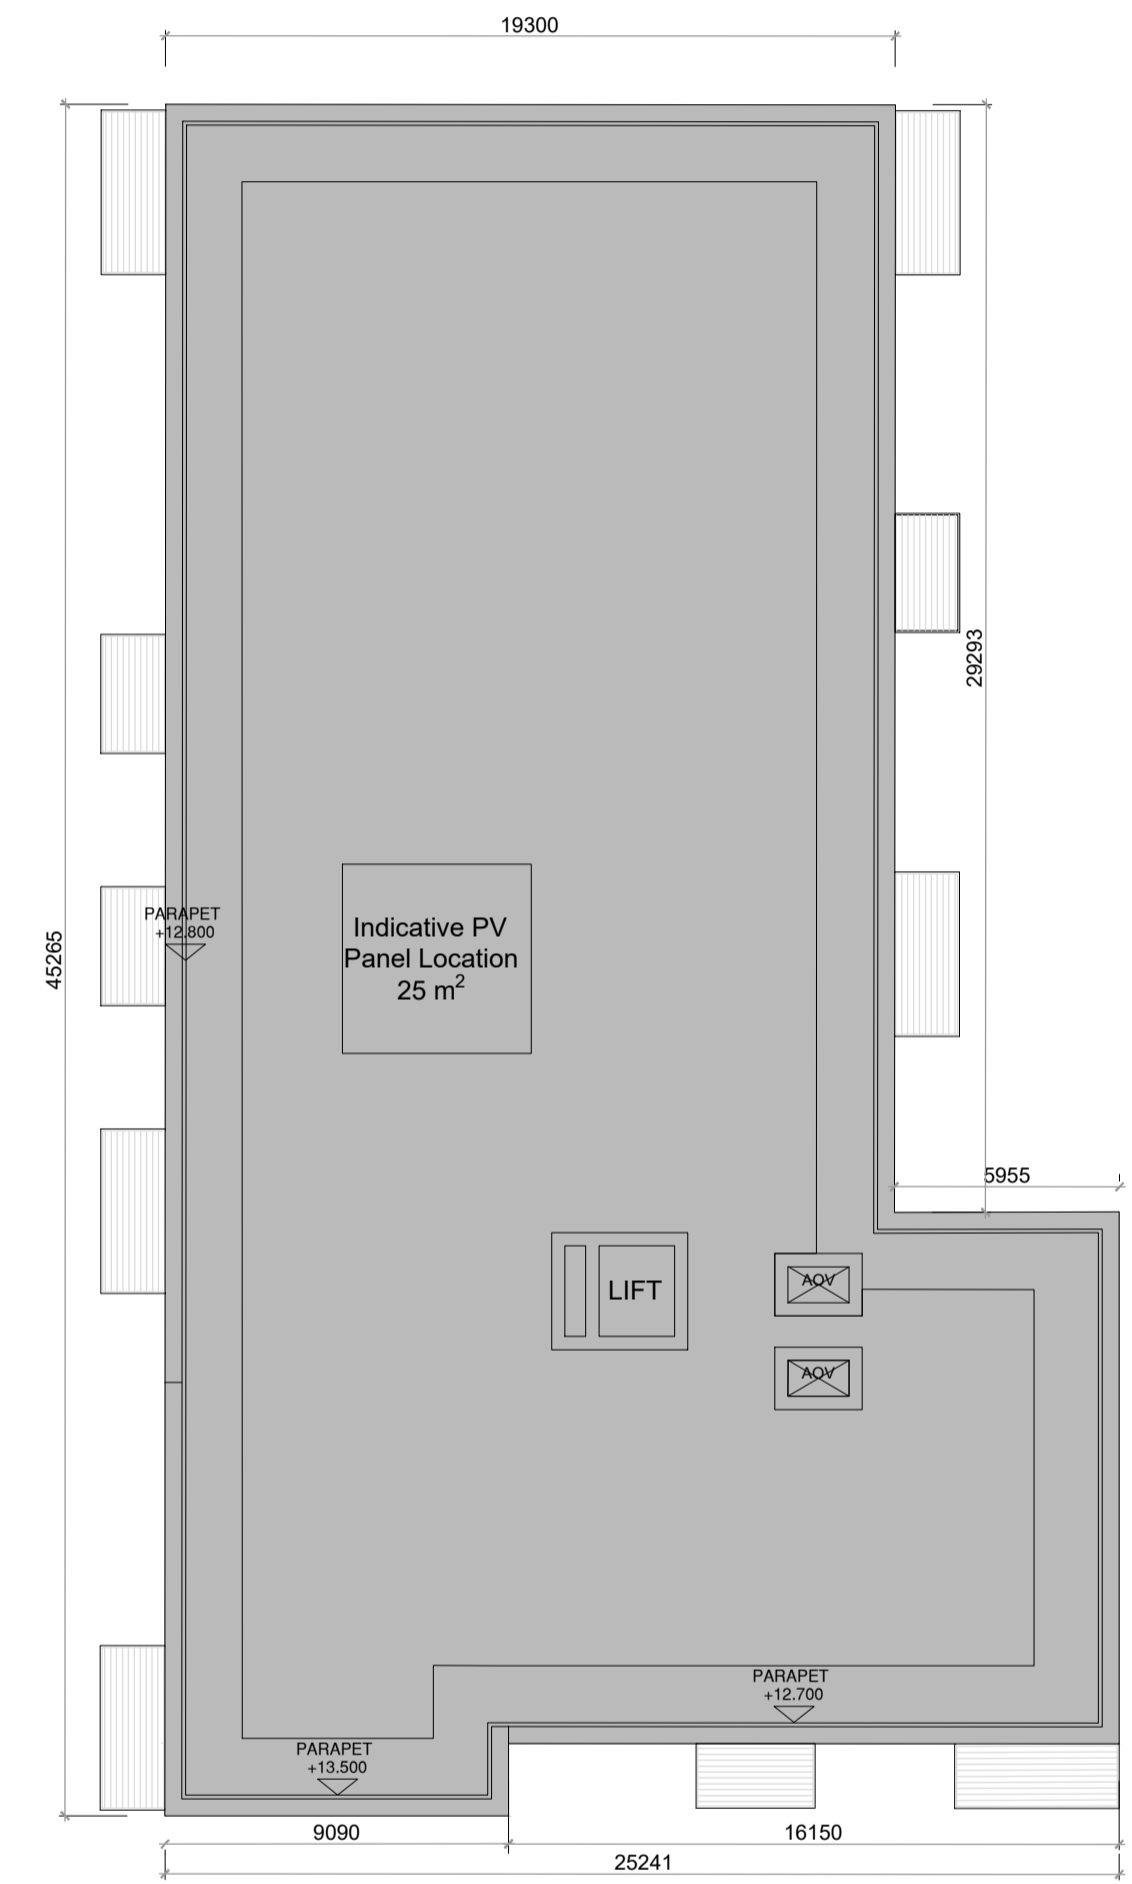 19300
29293
PARAPET
+12.800
45265
Indicative PV
Panel Location
25 m²
5955
LIFT
AOV
AOV
PARAPET
+12.700
PARAPET
+13.500
9090
16150
25241